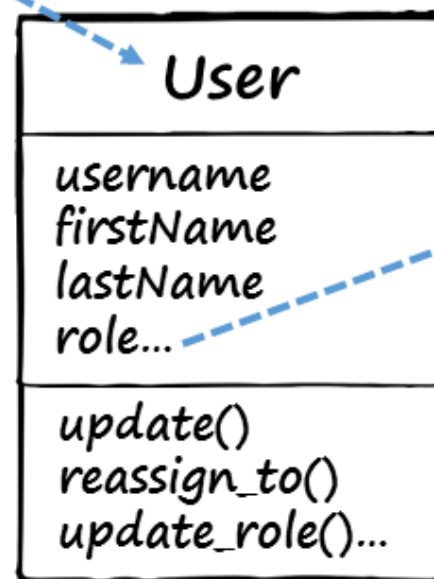 User
username
firstName
lastName
role...
update()
reassign_to()
update_role()...